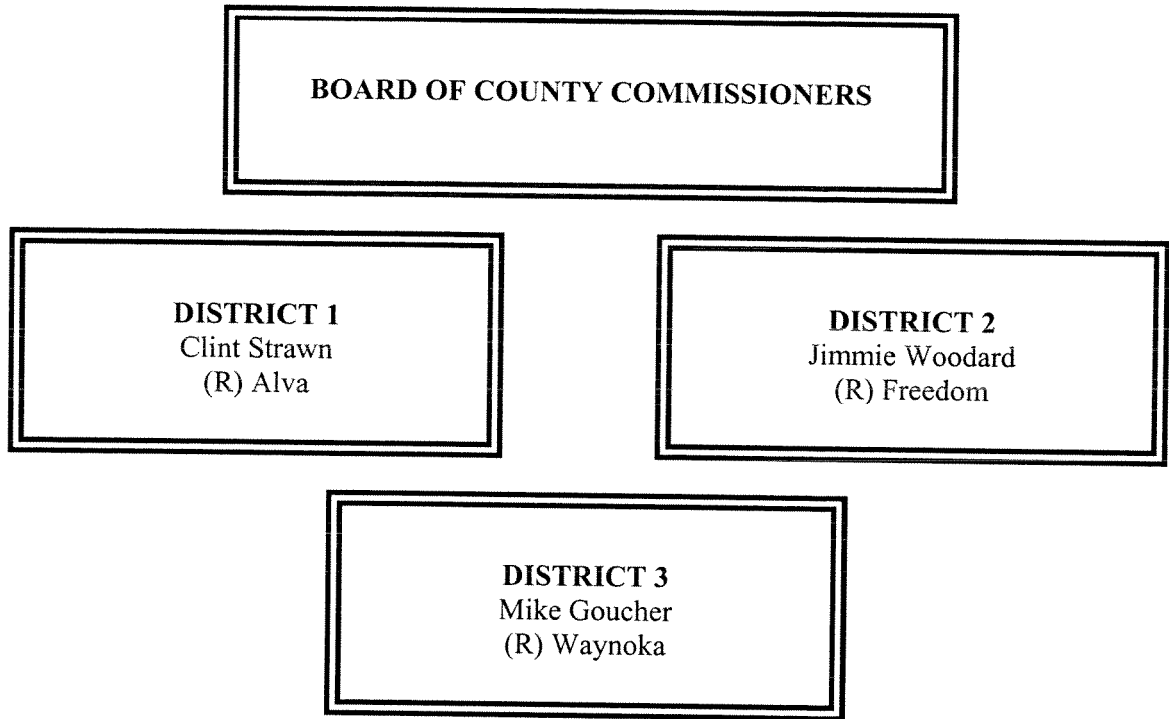 BOARD OF COUNTY COMMISSIONERS
DISTRICT 1
Clint Strawn
(R) Alva
DISTRICT 2
Jimmie Woodard
(R) Freedom
DISTRICT 3
Mike Goucher
(R) Waynoka